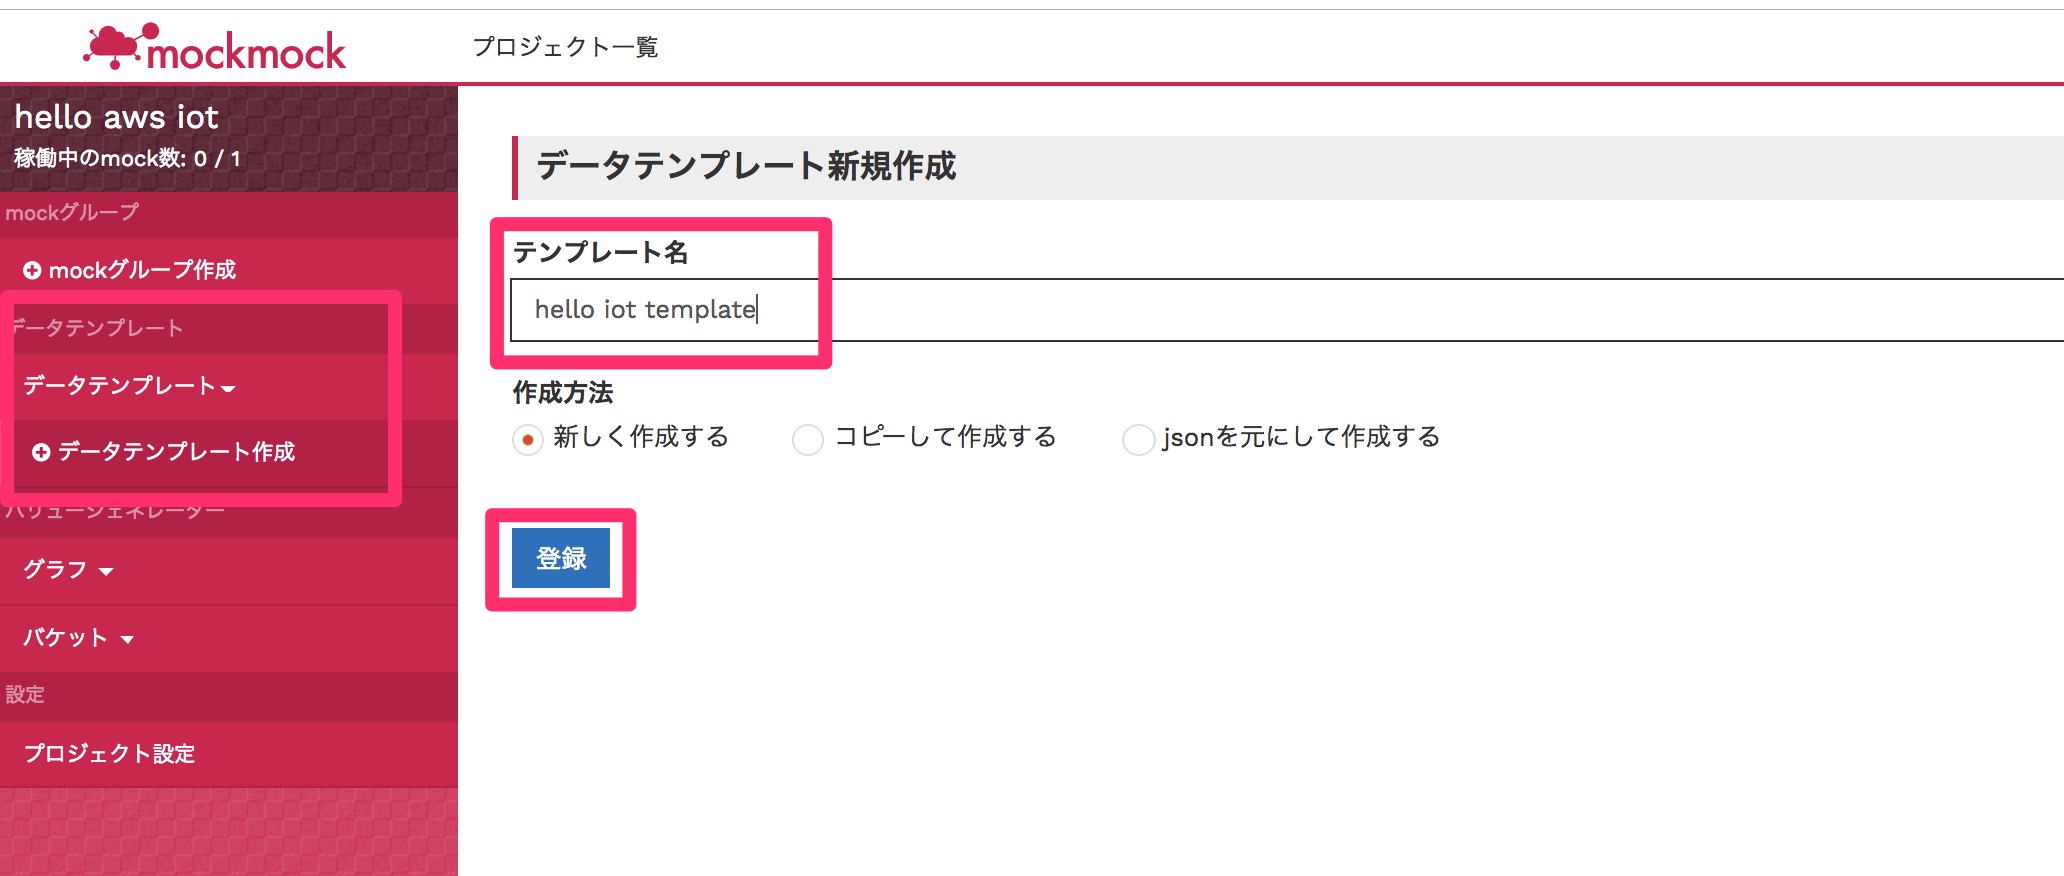 mockmock
プロジェクト一覧
hello aws iot
稼働中のmock数: 0 / 1
mockグループ
mockグループ作成
データテンプレート
データテンプレート
データテンプレート作成
バリュージェネレーター
グラフ
バケット
設定
プロジェクト設定
データテンプレート新規作成
テンプレート名
hello iot template
作成方法
新しく作成する コピーして作成する jsonを元にして作成する
登録